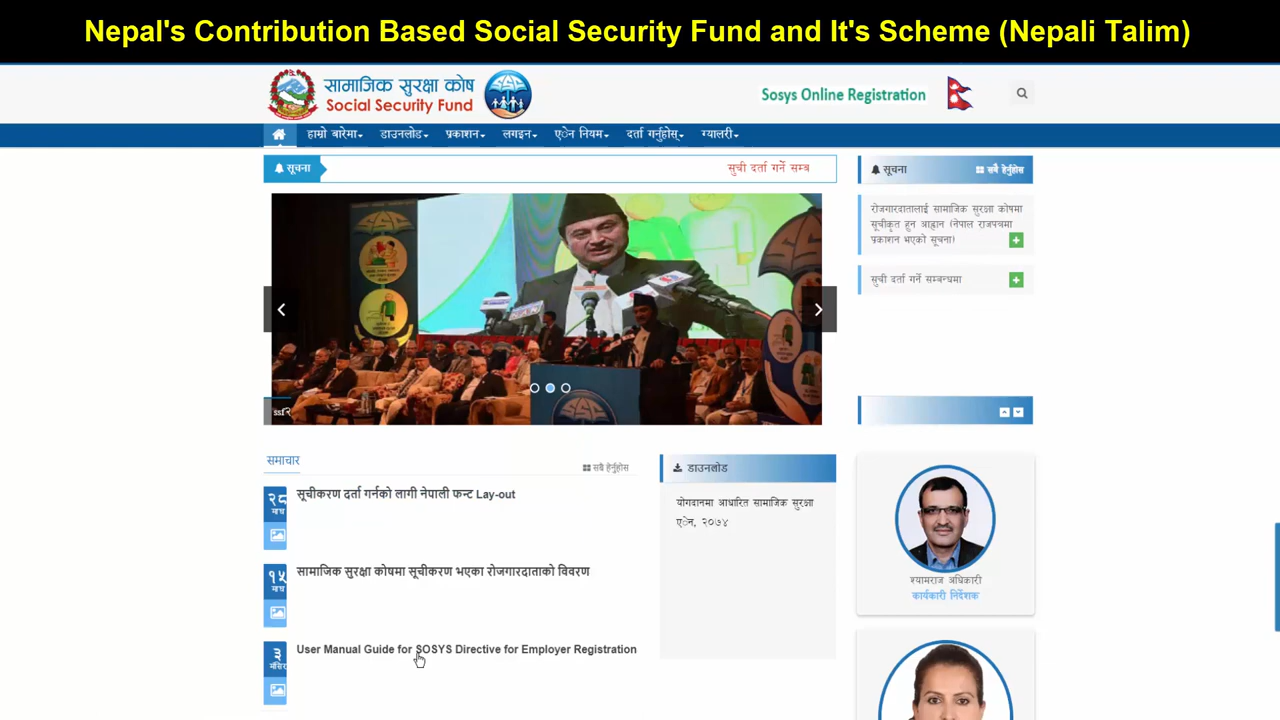 Nepal's Contribution Based Social Security Fund and It's Scheme (Nepali Talim)
सामाजिक सुरक्षा कोष
Social Security Fund
Sosys Online Registration
हाम्रो बारेमा
डाउनलोड
प्रकाशन
लगइन
एेन नियम
दर्ता गर्नुहोस्
ग्यालरी
सूचना
सुची दर्ता गर्ने सम्ब
सूचना
सबै हेर्नुहोस
रोजगारदातालाई सामाजिक सुरक्षा कोषमा
सूचीकृत हुन आह्वान (नेपाल राजपत्रमा
प्रकाशन भएको सूचना)
सुची दर्ता गर्ने सम्बन्धमा
ssf२
समाचार
सबै हेर्नुहोस
२८
माघ
सूचीकरण दर्ता गर्नको लागी नेपाली फन्ट Lay-out
१५
माघ
सामाजिक सुरक्षा कोषमा सूचीकरण भएका रोजगारदाताको विवरण
३
मंसिर
User Manual Guide for SOSYS Directive for Employer Registration
डाउनलोड
योगदानमा आधारित सामाजिक सुरक्षा
एेन, २०७४
श्यामराज अधिकारी
कार्यकारी निर्देशक